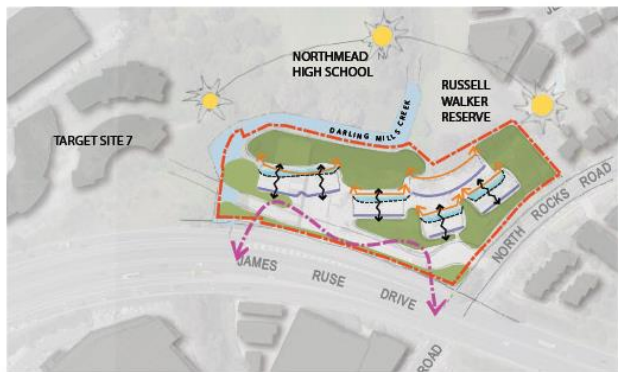 NORTHMEAD
HIGH SCHOOL
N
RUSSELL
WALKER
RESERVE
DARLING MILLS CREEK
TARGET SITE 7
NORTH ROCKS ROAD
JAMES RUSE DRIVE
ROAD